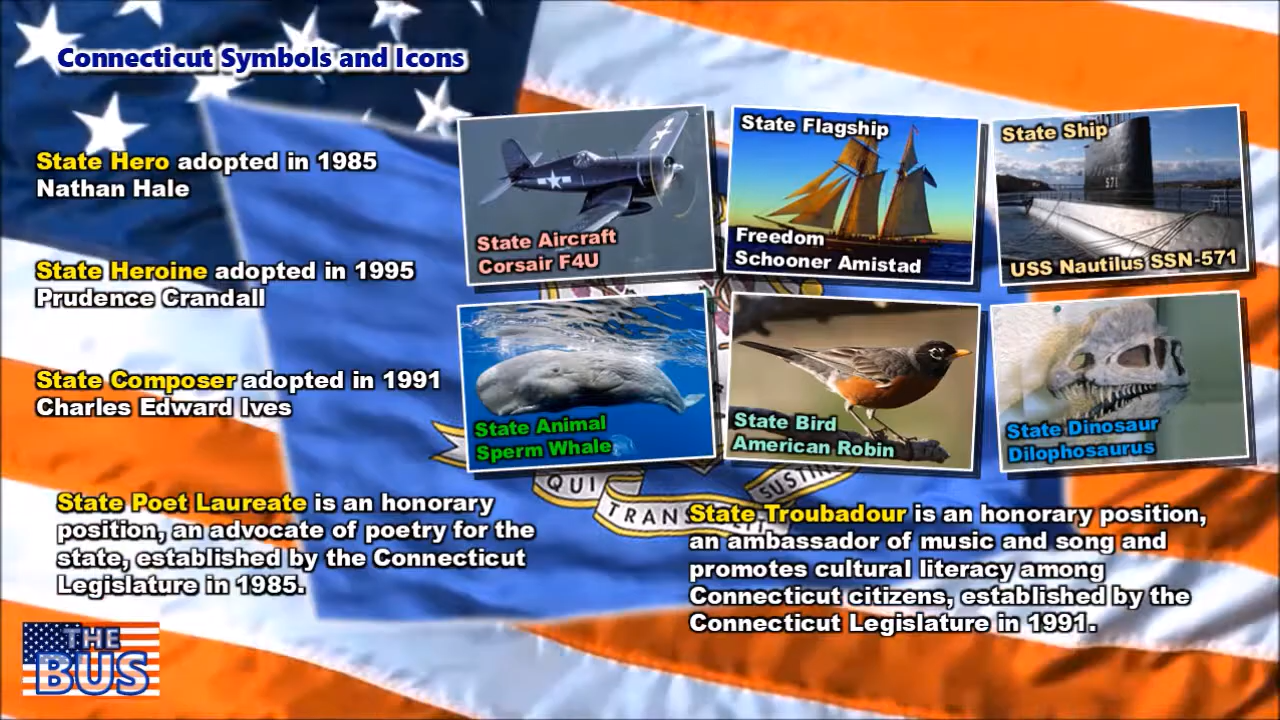 Connecticut Symbols and Icons
State Hero adopted in 1985
Nathan Hale
State Heroine adopted in 1995
Prudence Crandall
State Composer adopted in 1991
Charles Edward Ives
State Aircraft
Corsair F4U
State Flagship
Freedom
Schooner Amistad
State Ship
571
USS Nautilus SSN-571
State Animal
Sperm Whale
State Bird
American Robin
State Dinosaur
Dilophosaurus
QUI
TRANS
SUSTIN
State Poet Laureate is an honorary
position, an advocate of poetry for the
state, established by the Connecticut
Legislature in 1985.
State Troubadour is an honorary position,
an ambassador of music and song and
promotes cultural literacy among
Connecticut citizens, established by the
Connecticut Legislature in 1991.
THE
BUS